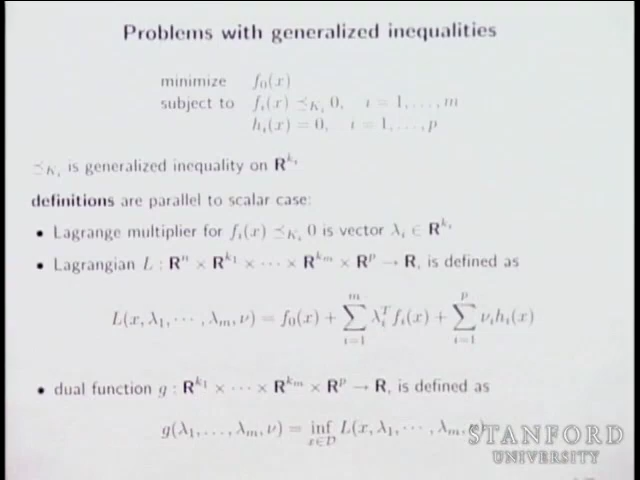 Problems with generalized inequalities
minimize f₀(x)
subject to fᵢ(x) ⪯_{Kᵢ} 0, i = 1, . . . , m
hᵢ(x) = 0, i = 1, . . . , p
⪯_{Kᵢ} is generalized inequality on R^{kᵢ}
definitions are parallel to scalar case:
• Lagrange multiplier for fᵢ(x) ⪯_{Kᵢ} 0 is vector λᵢ ∈ R^{kᵢ}
• Lagrangian L : Rⁿ × R^{k₁} × · · · × R^{kₘ} × Rᵖ → R, is defined as
L(x, λ₁, · · · , λₘ, ν) = f₀(x) + ∑_{i=1}^{m} λᵢᵀ fᵢ(x) + ∑_{i=1}^{p} νᵢhᵢ(x)
• dual function g : R^{k₁} × · · · × R^{kₘ} × Rᵖ → R, is defined as
g(λ₁, . . . , λₘ, ν) = inf_{x∈D} L(x, λ₁, · · · , λₘ,
STANFORD
UNIVERSITY